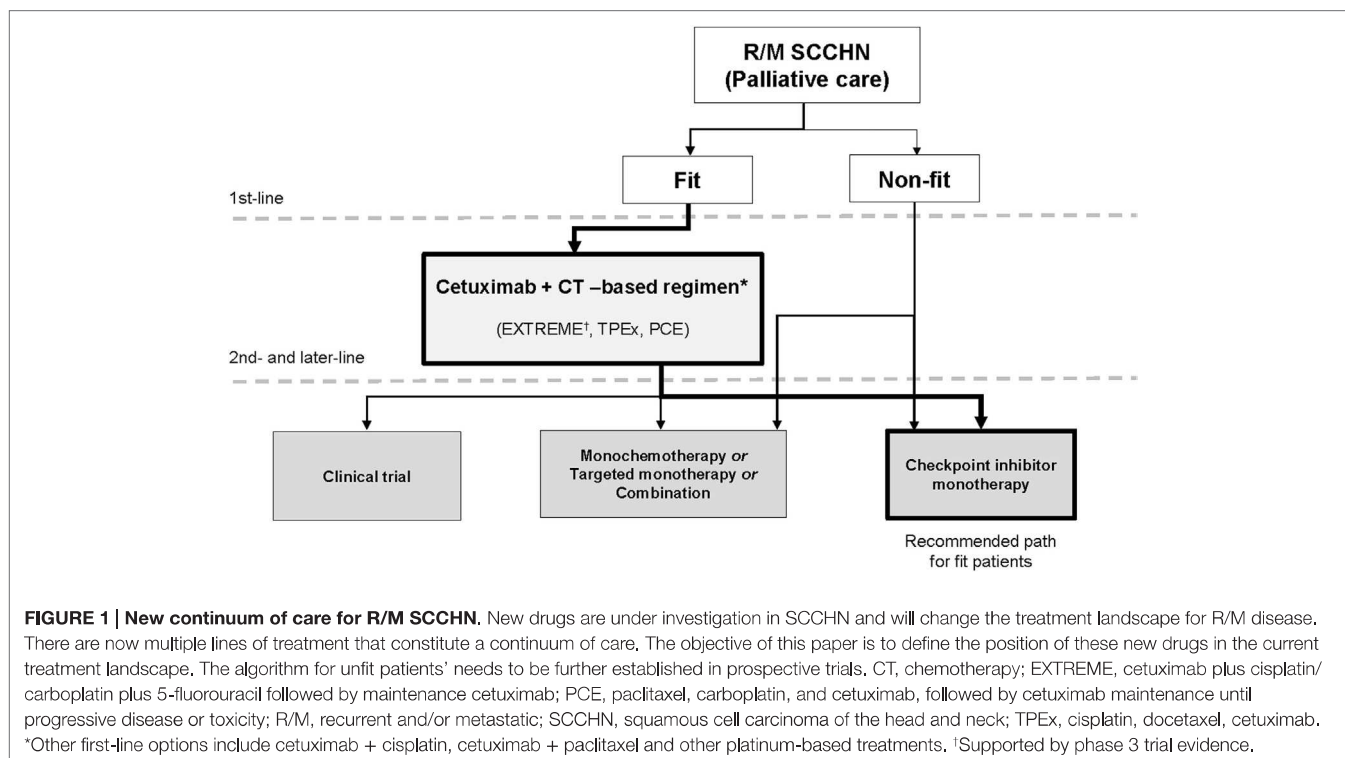 R/M SCCHN
(Palliative care)
Fit
Non-fit
1st-line
Cetuximab + CT –based regimen*
(EXTREME†, TPEx, PCE)
2nd- and later-line
Clinical trial
Monochemotherapy or
Targeted monotherapy or
Combination
Checkpoint inhibitor
monotherapy
Recommended path
for fit patients
FIGURE 1 | New continuum of care for R/M SCCHN. New drugs are under investigation in SCCHN and will change the treatment landscape for R/M disease.
There are now multiple lines of treatment that constitute a continuum of care. The objective of this paper is to define the position of these new drugs in the current
treatment landscape. The algorithm for unfit patients' needs to be further established in prospective trials. CT, chemotherapy; EXTREME, cetuximab plus cisplatin/
carboplatin plus 5-fluorouracil followed by maintenance cetuximab; PCE, paclitaxel, carboplatin, and cetuximab, followed by cetuximab maintenance until
progressive disease or toxicity; R/M, recurrent and/or metastatic; SCCHN, squamous cell carcinoma of the head and neck; TPEx, cisplatin, docetaxel, cetuximab.
*Other first-line options include cetuximab + cisplatin, cetuximab + paclitaxel and other platinum-based treatments. †Supported by phase 3 trial evidence.